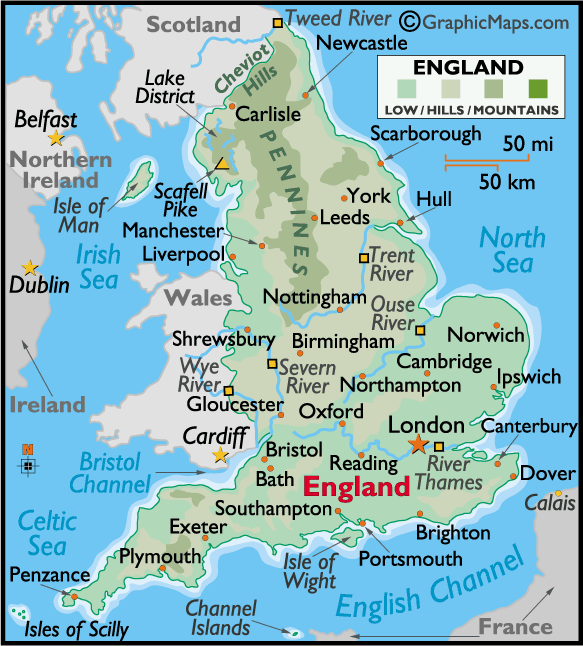 Scotland
Tweed River
© GraphicMaps.com
Newcastle
Cheviot
Hills
ENGLAND
LOW / HILLS / MOUNTAINS
Lake
District
Carlisle
Belfast
Northern
Ireland
Scarborough
50 mi
50 km
PENNINES
Scafell
Pike
Isle of
Man
York
Leeds
Hull
Irish
Sea
Manchester
Liverpool
Trent
River
North
Sea
Dublin
Wales
Nottingham
Ouse
River
Shrewsbury
Birmingham
Norwich
Wye
River
Severn
River
Cambridge
Northampton
Ipswich
Ireland
Gloucester
Oxford
London
Canterbury
Cardiff
N
Bristol
Channel
Bristol
Bath
Reading
River
Thames
Dover
England
Calais
Celtic
Sea
Southampton
Exeter
Brighton
Plymouth
Isle of
Wight
Portsmouth
Penzance
English Channel
Isles of Scilly
Channel
Islands
France